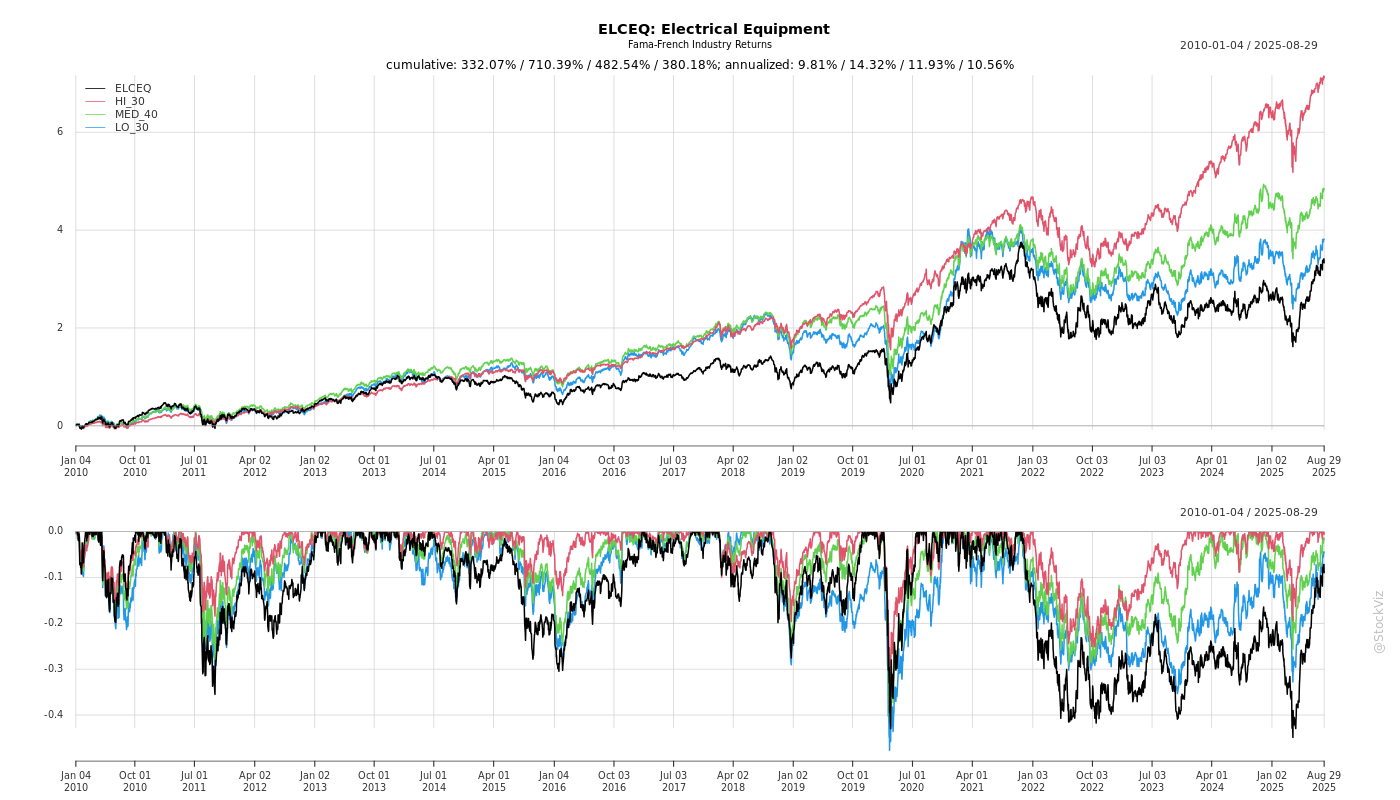 ELCEQ: Electrical Equipment
Fama-French Industry Returns
2010-01-04 / 2025-08-29
cumulative: 332.07% / 710.39% / 482.54% / 380.18%; annualized: 9.81% / 14.32% / 11.93% / 10.56%
ELCEQ
HI_30
MED_40
LO_30
6
4
2
0
Jan 04 Oct 01 Jul 01 Apr 02 Jan 02 Oct 01 Jul 01 Apr 01 Jan 04 Oct 03 Jul 03 Apr 02 Jan 02 Oct 01 Jul 01 Apr 01 Jan 03 Oct 03 Jul 03 Apr 01 Jan 02 Aug 29
2010 2010 2011 2012 2013 2013 2014 2015 2016 2016 2017 2018 2019 2019 2020 2021 2022 2022 2023 2024 2025 2025
2010-01-04 / 2025-08-29
0.0
-0.1
-0.2
-0.3
-0.4
Jan 04 Oct 01 Jul 01 Apr 02 Jan 02 Oct 01 Jul 01 Apr 01 Jan 04 Oct 03 Jul 03 Apr 02 Jan 02 Oct 01 Jul 01 Apr 01 Jan 03 Oct 03 Jul 03 Apr 01 Jan 02 Aug 29
2010 2010 2011 2012 2013 2013 2014 2015 2016 2016 2017 2018 2019 2019 2020 2021 2022 2022 2023 2024 2025 2025
@StockViz